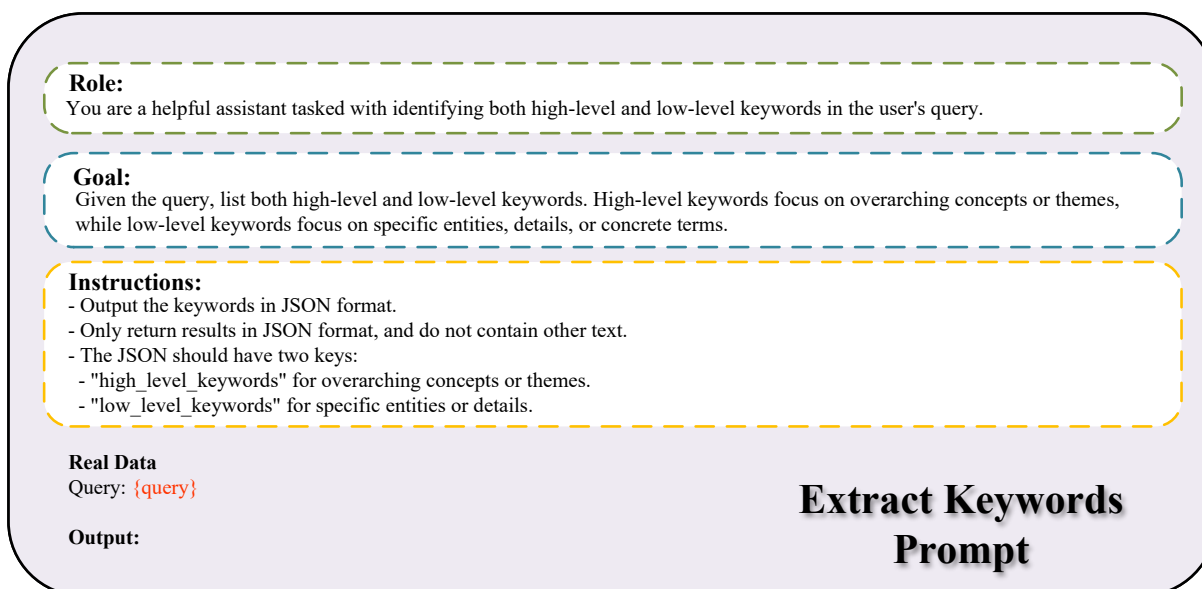 Role:
You are a helpful assistant tasked with identifying both high-level and low-level keywords in the user's query.
Goal:
Given the query, list both high-level and low-level keywords. High-level keywords focus on overarching concepts or themes,
while low-level keywords focus on specific entities, details, or concrete terms.
Instructions:
- Output the keywords in JSON format.
- Only return results in JSON format, and do not contain other text.
- The JSON should have two keys:
- "high_level_keywords" for overarching concepts or themes.
- "low_level_keywords" for specific entities or details.
Real Data
Query: {query}
Output:
Extract Keywords
Prompt